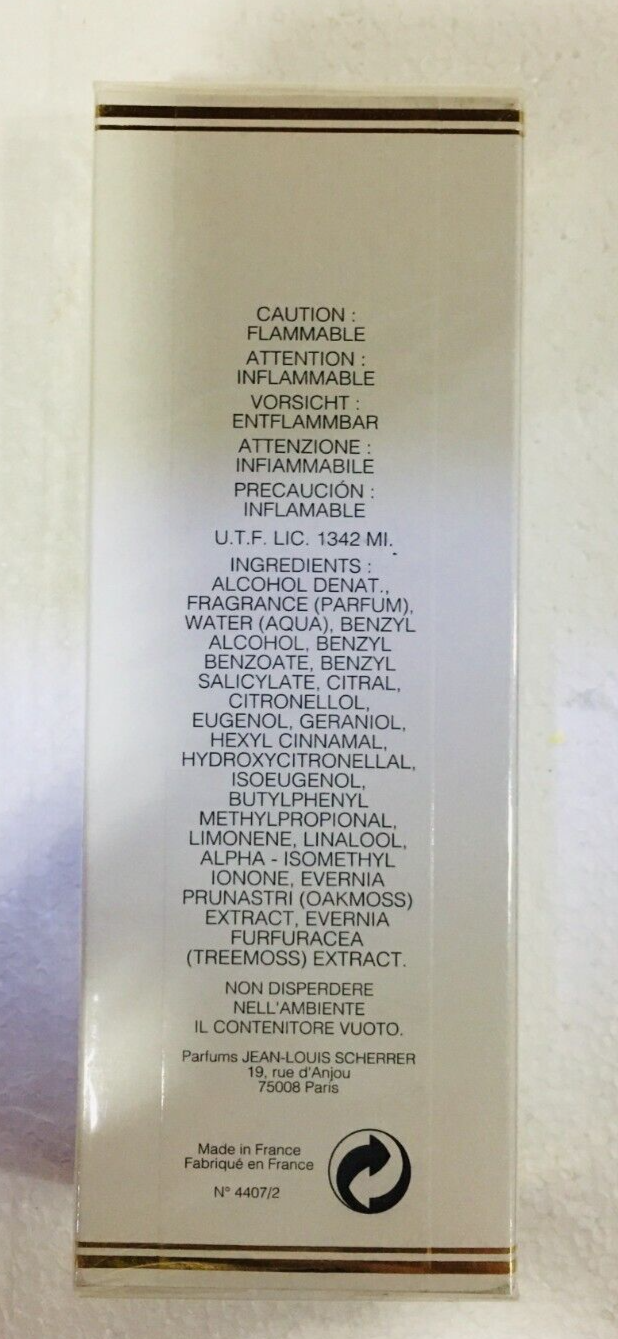 CAUTION :
FLAMMABLE
ATTENTION :
INFLAMMABLE
VORSICHT :
ENTFLAMMBAR
ATTENZIONE :
INFIAMMABILE
PRECAUCIÓN :
INFLAMABLE
U.T.F. LIC. 1342 MI.
INGREDIENTS :
ALCOHOL DENAT.,
FRAGRANCE (PARFUM),
WATER (AQUA), BENZYL
ALCOHOL, BENZYL
BENZOATE, BENZYL
SALICYLATE, CITRAL,
CITRONELLOL,
EUGENOL, GERANIOL,
HEXYL CINNAMAL,
HYDROXYCITRONELLAL,
ISOEUGENOL,
BUTYLPHENYL
METHYLPROPIONAL,
LIMONENE, LINALOOL,
ALPHA - ISOMETHYL
IONONE, EVERNIA
PRUNASTRI (OAKMOSS)
EXTRACT, EVERNIA
FURFURACEA
(TREEMOSS) EXTRACT.
NON DISPERDERE
NELL'AMBIENTE
IL CONTENITORE VUOTO.
Parfums JEAN-LOUIS SCHERRER
19, rue d'Anjou
75008 Paris
Made in France
Fabriqué en France
N° 4407/2